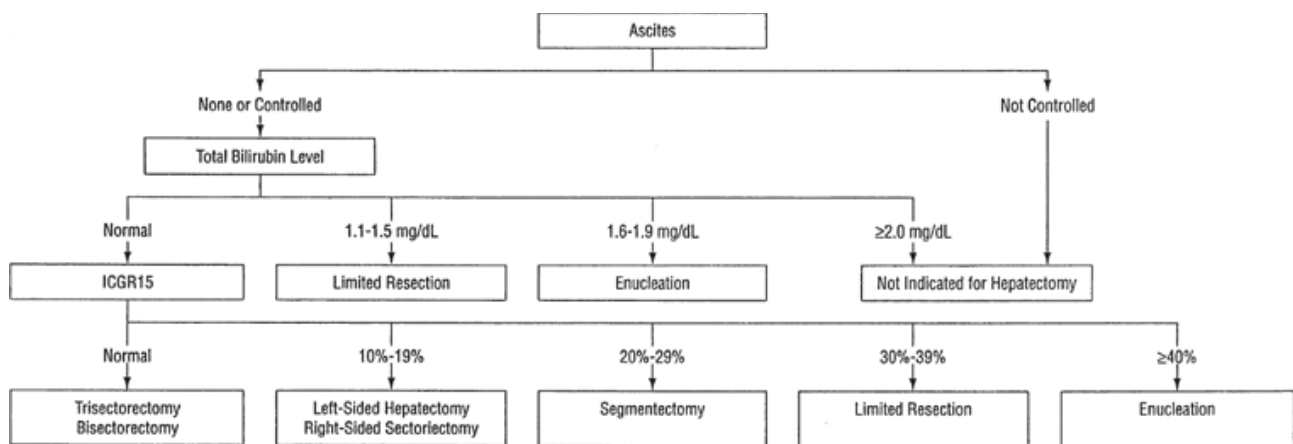 Ascites
None or Controlled
Not Controlled
Total Bilirubin Level
Normal
1.1-1.5 mg/dL
1.6-1.9 mg/dL
≥2.0 mg/dL
ICGR15
Limited Resection
Enucleation
Not Indicated for Hepatectomy
Normal
10%-19%
20%-29%
30%-39%
≥40%
Trisectorectomy
Bisectorectomy
Left-Sided Hepatectomy
Right-Sided Sectoriectomy
Segmentectomy
Limited Resection
Enucleation